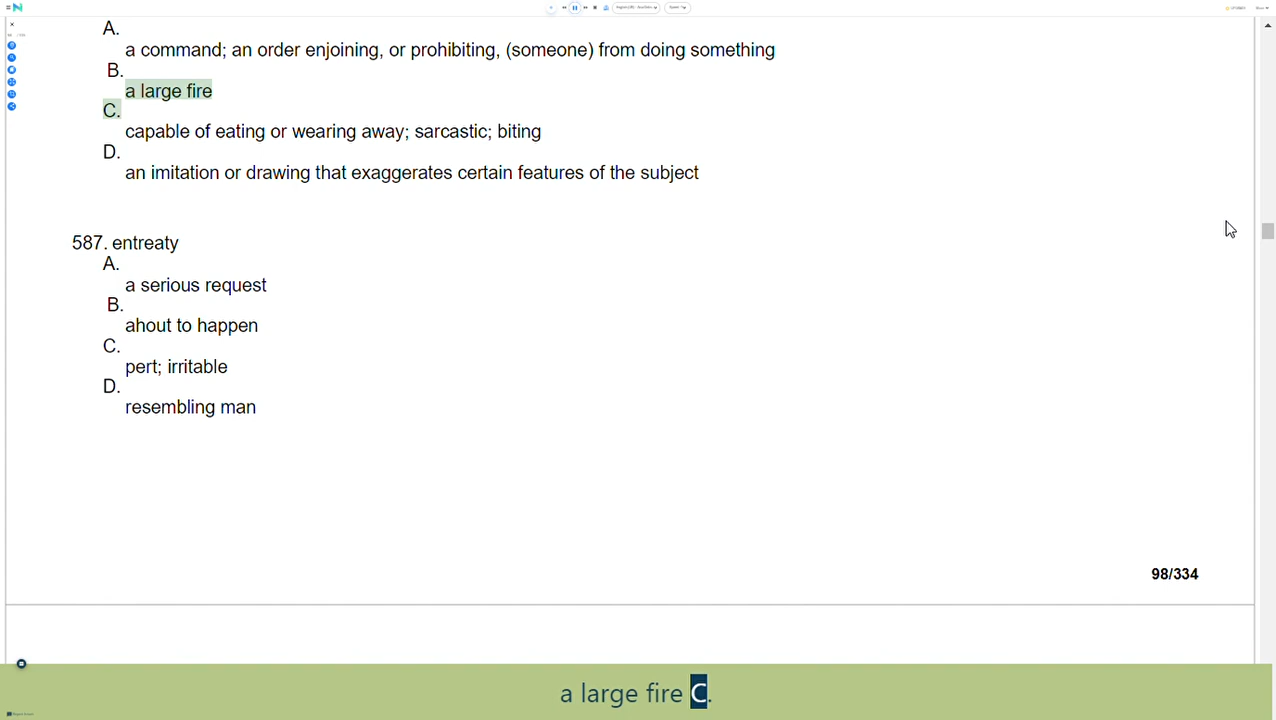 A.
a command; an order enjoining, or prohibiting, (someone) from doing something
B.
a large fire
C.
capable of eating or wearing away; sarcastic; biting
D.
an imitation or drawing that exaggerates certain features of the subject
587. entreaty
A.
a serious request
B.
ahout to happen
C.
pert; irritable
D.
resembling man
98/334
a large fire C.